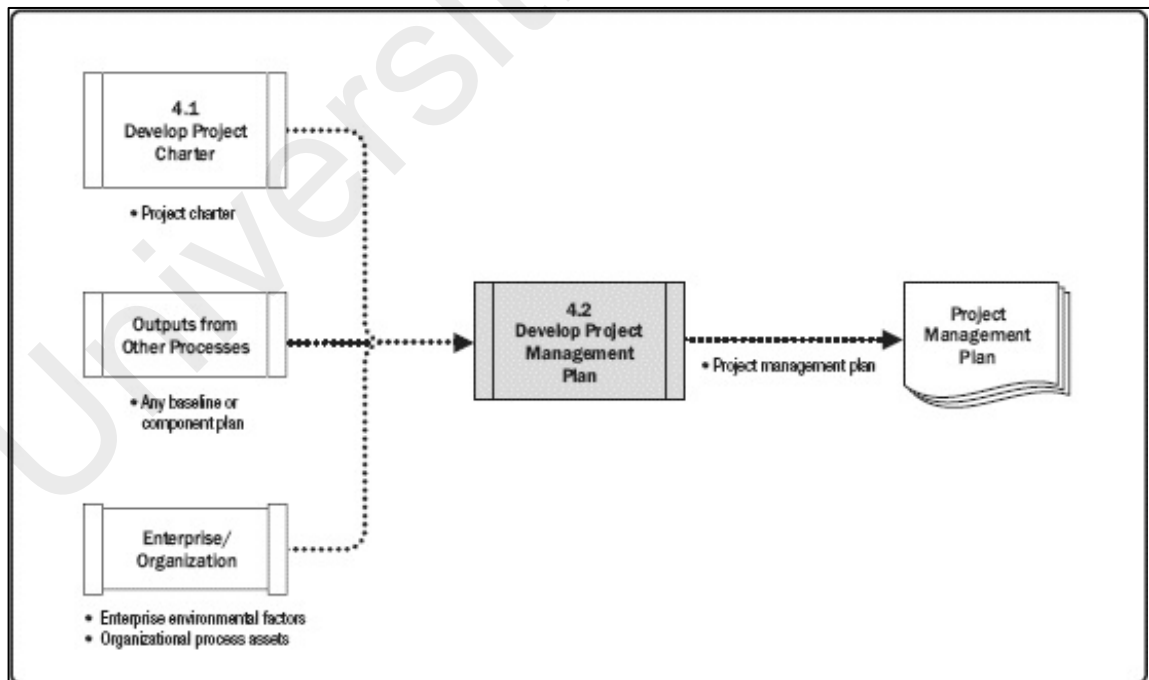 4.1
Develop Project
Charter
• Project charter
Outputs from
Other Processes
• Any baseline or
component plan
Enterprise/
Organization
• Enterprise environmental factors
• Organizational process assets
4.2
Develop Project
Management
Plan
• Project management plan
Project
Management
Plan